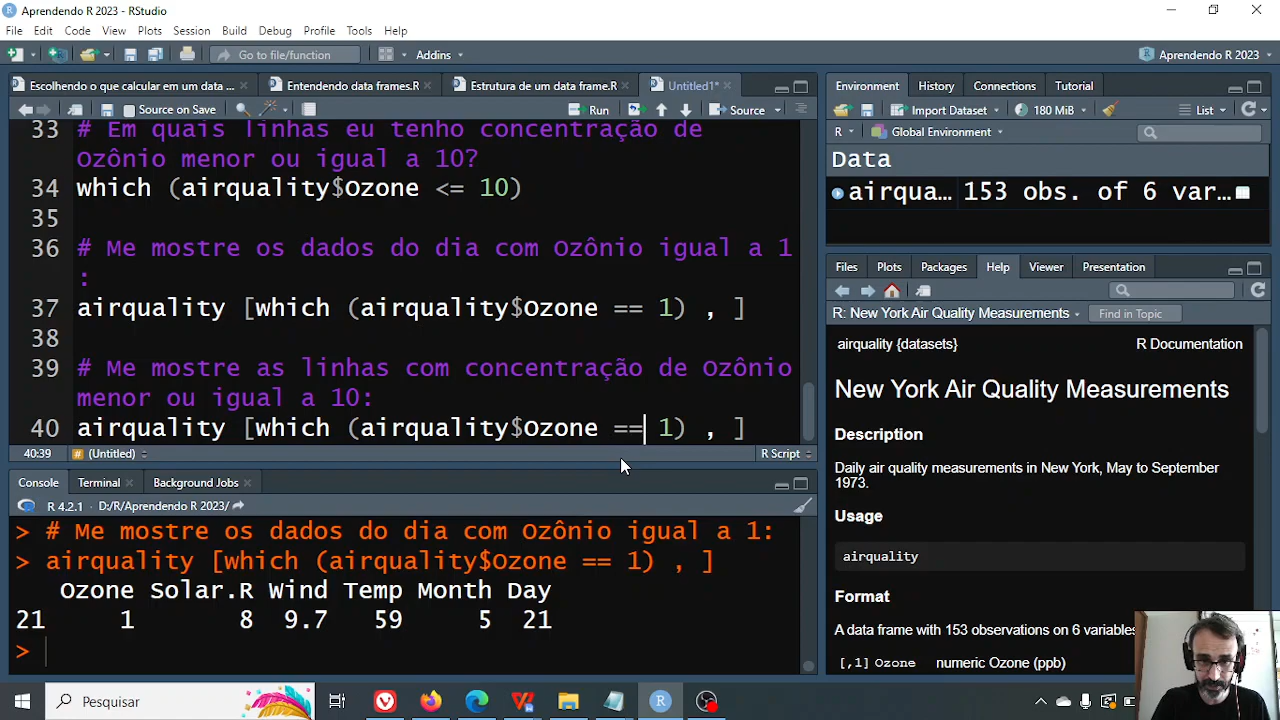 Aprendendo R 2023 - RStudio
File Edit Code View Plots Session Build Debug Profile Tools Help
Go to file/function Addins Aprendendo R 2023
Escolhendo o que calcular em um data ... Entendendo data frames.R Estrutura de um data frame.R Untitled1*
Source on Save Run Source
33 # Em quais linhas eu tenho concentração de
Ozônio menor ou igual a 10?
34 which (airquality$Ozone <= 10)
35
36 # Me mostre os dados do dia com Ozônio igual a 1
:
37 airquality [which (airquality$Ozone == 1) , ]
38
39 # Me mostre as linhas com concentração de Ozônio
menor ou igual a 10:
40 airquality [which (airquality$Ozone == 1) , ]
40:39 # (Untitled) R Script
Console Terminal Background Jobs
R 4.2.1 · D:/R/Aprendendo R 2023/
> # Me mostre os dados do dia com Ozônio igual a 1:
> airquality [which (airquality$Ozone == 1) , ]
Ozone Solar.R Wind Temp Month Day
21 1 8 9.7 59 5 21
>
Environment History Connections Tutorial
Import Dataset 180 MiB List
R Global Environment
Data
airqua... 153 obs. of 6 var...
Files Plots Packages Help Viewer Presentation
R: New York Air Quality Measurements Find in Topic
airquality {datasets} R Documentation
New York Air Quality Measurements
Description
Daily air quality measurements in New York, May to September
1973.
Usage
airquality
Format
A data frame with 153 observations on 6 variables
[,1] Ozone numeric Ozone (ppb)
Pesquisar